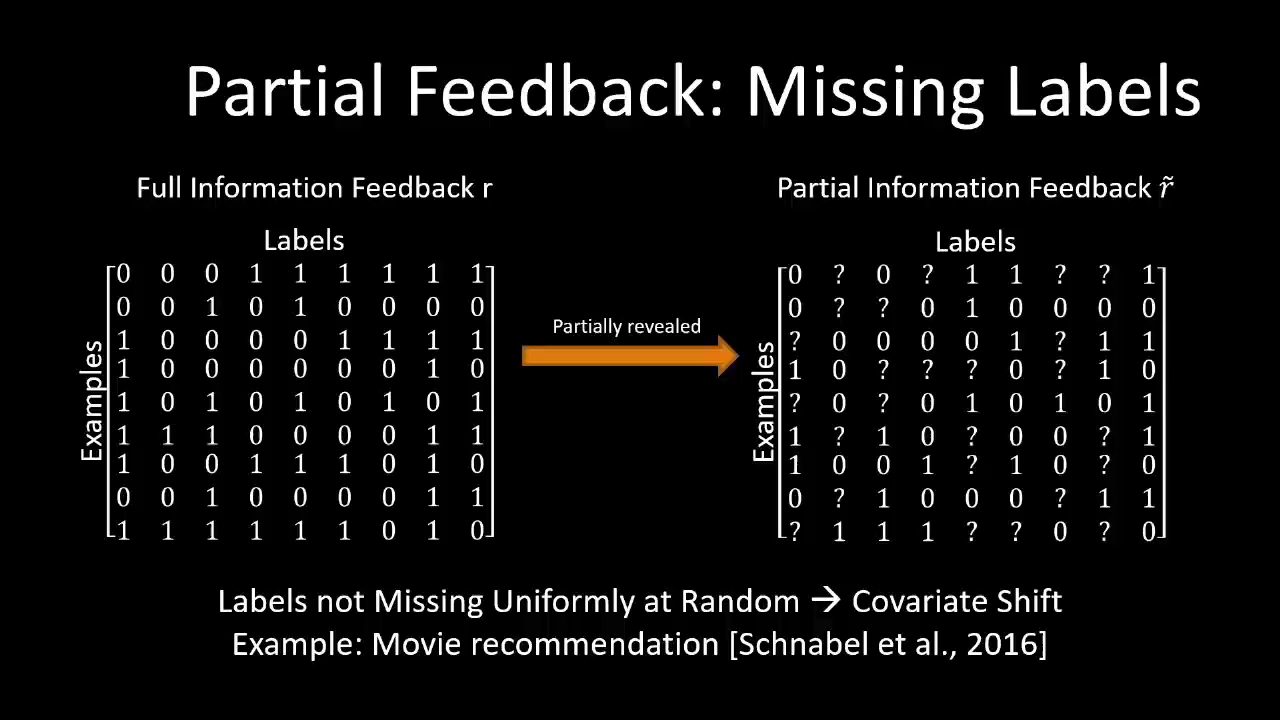 Partial Feedback: Missing Labels
Full Information Feedback r
Labels
Examples
0 0 0 1 1 1 1 1 1
0 0 1 0 1 0 0 0 0
1 0 0 0 0 1 1 1 1
1 0 0 0 0 0 0 1 0
1 0 1 0 1 0 1 0 1
1 1 1 0 0 0 0 1 1
1 0 0 1 1 1 0 1 0
0 0 1 0 0 0 0 1 1
1 1 1 1 1 1 0 1 0
Partially revealed
Partial Information Feedback r̃
Labels
Examples
0 ? 0 ? 1 1 ? ? 1
0 ? ? 0 1 0 0 0 0
? 0 0 0 0 1 ? 1 1
1 0 ? ? ? 0 ? 1 0
? 0 ? 0 1 0 1 0 1
1 ? 1 0 ? 0 0 ? 1
1 0 0 1 ? 1 0 ? 0
0 ? 1 0 0 0 ? 1 1
? 1 1 1 ? ? 0 ? 0
Labels not Missing Uniformly at Random → Covariate Shift
Example: Movie recommendation [Schnabel et al., 2016]